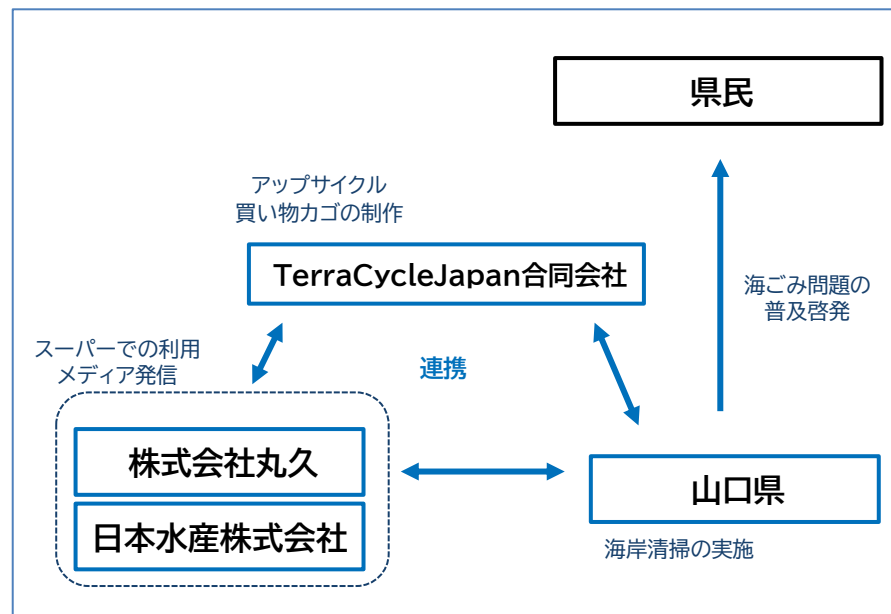 県民
アップサイクル
買い物カゴの制作
TerraCycleJapan合同会社
海ごみ問題の
普及啓発
スーパーでの利用
メディア発信
連携
株式会社丸久
日本水産株式会社
山口県
海岸清掃の実施